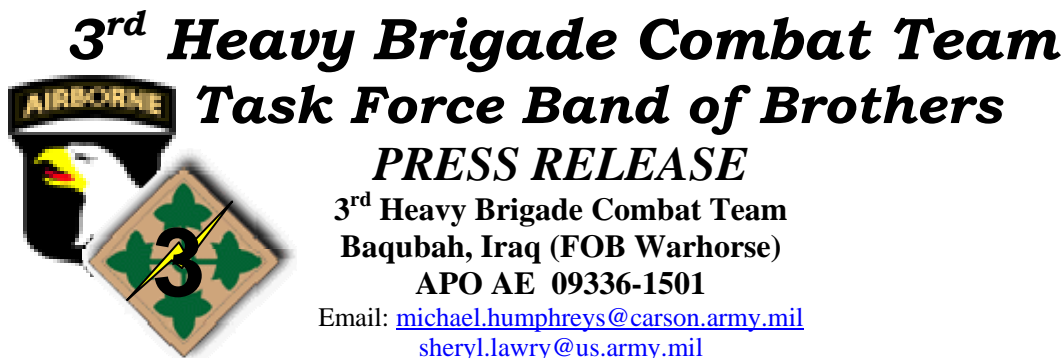 3rd Heavy Brigade Combat Team
AIRBORNE
Task Force Band of Brothers
PRESS RELEASE
3rd Heavy Brigade Combat Team
3
Baqubah, Iraq (FOB Warhorse)
APO AE 09336-1501
Email: michael.humphreys@carson.army.mil
sheryl.lawry@us.army.mil